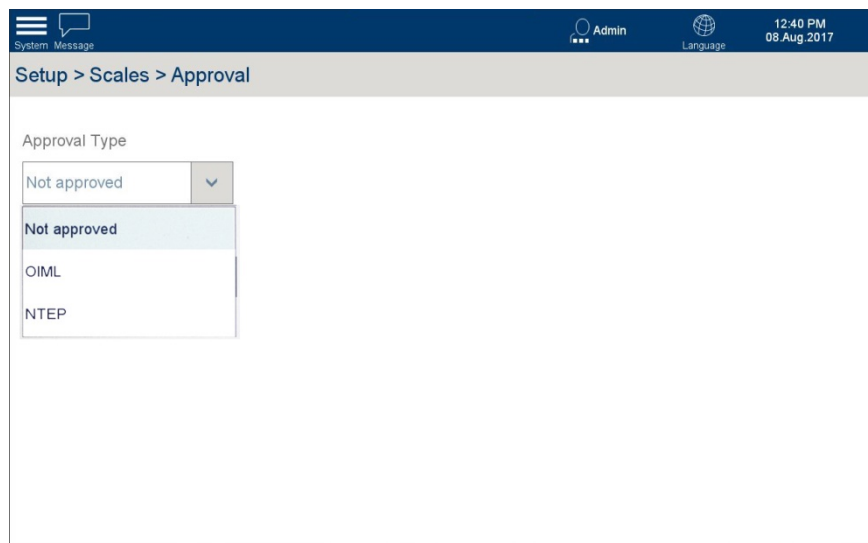 System Message
Admin
Language
12:40 PM
08.Aug.2017
Setup > Scales > Approval
Approval Type
Not approved
Not approved
OIML
NTEP